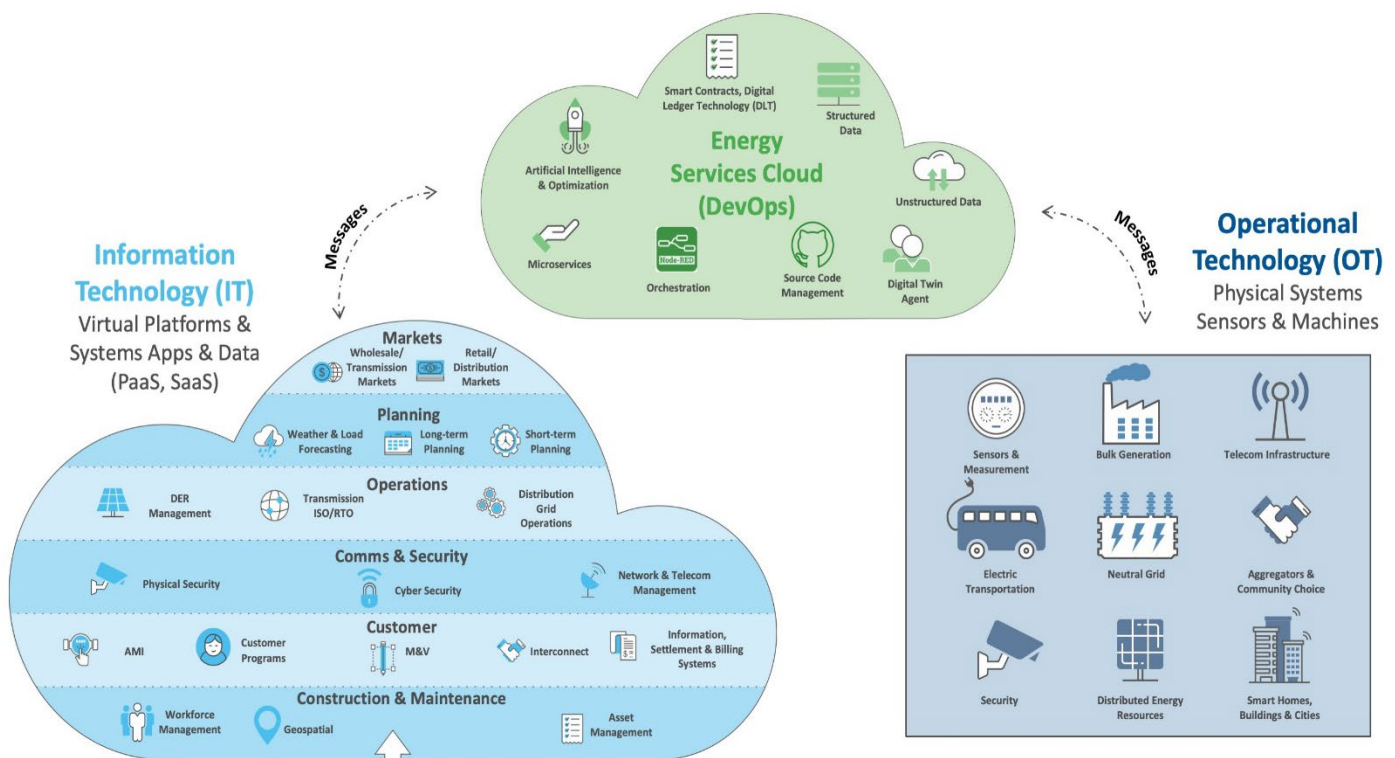 Smart Contracts, Digital
Ledger Technology (DLT)
Structured
Data
Energy
Services Cloud
(DevOps)
Artificial Intelligence
& Optimization
Unstructured Data
Microservices
Node-RED
Orchestration
Source Code
Management
Digital Twin
Agent
Messages
Messages
Information
Technology (IT)
Virtual Platforms &
Systems Apps & Data
(PaaS, SaaS)
Operational
Technology (OT)
Physical Systems
Sensors & Machines
Markets
Wholesale/
Transmission
Markets
Retail/
Distribution
Markets
Planning
Weather & Load
Forecasting
Long-term
Planning
Short-term
Planning
Operations
DER
Management
Transmission
ISO/RTO
Distribution
Grid
Operations
Comms & Security
Physical Security
Cyber Security
Network & Telecom
Management
Customer
AMI
Customer
Programs
M&V
Interconnect
Information,
Settlement & Billing
Systems
Construction & Maintenance
Workforce
Management
Geospatial
Asset
Management
Sensors &
Measurement
Bulk Generation
Telecom Infrastructure
Electric
Transportation
Neutral Grid
Aggregators &
Community Choice
Security
Distributed Energy
Resources
Smart Homes,
Buildings & Cities